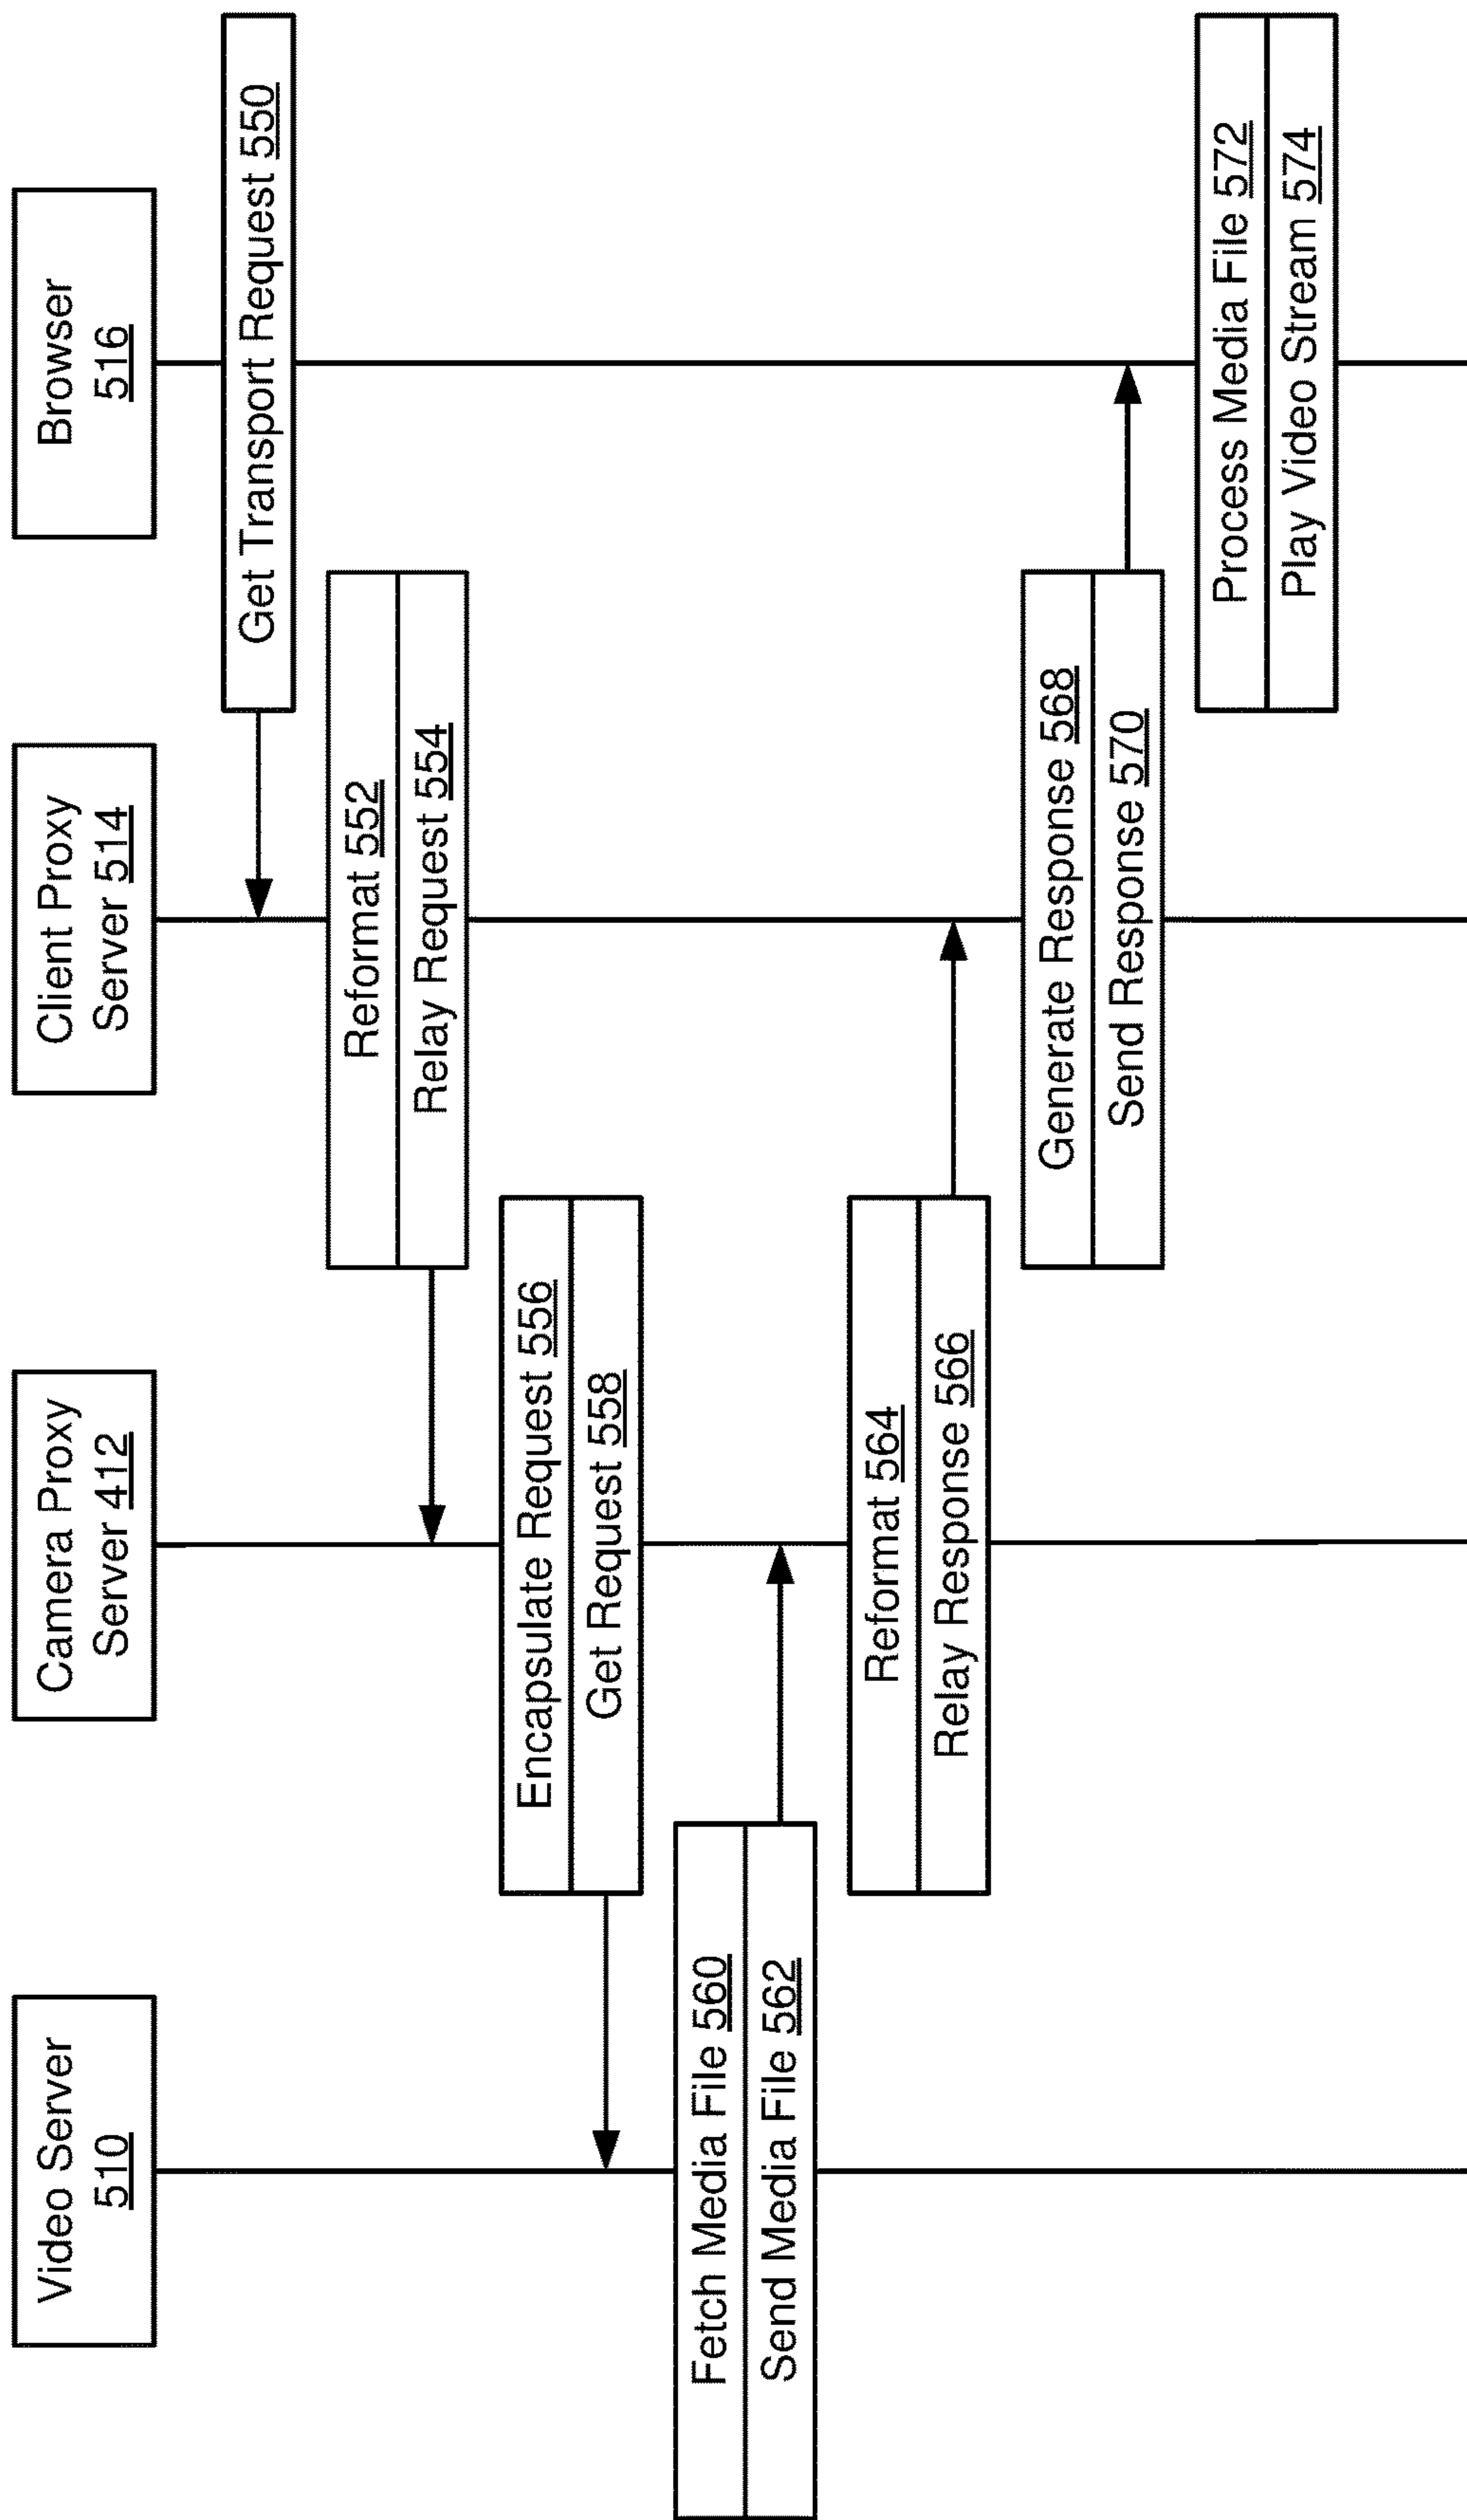 Video Server
510
Camera Proxy
Server 412
Client Proxy
Server 514
Browser
516
Get Transport Request 550
Reformat 552
Relay Request 554
Encapsulate Request 556
Get Request 558
Fetch Media File 560
Send Media File 562
Reformat 564
Relay Response 566
Generate Response 568
Send Response 570
Process Media File 572
Play Video Stream 574